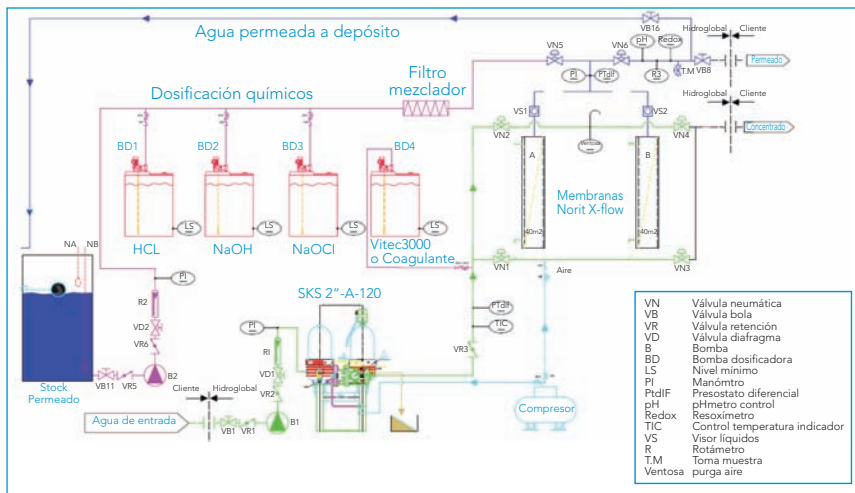 Agua permeada a depósito
VB16
Hidroglobal
Cliente
VN5
VN6
pH
Redox
PI
PTdif
R3
T.M
VB8
Permeado
Filtro
mezclador
Dosificación químicos
Hidroglobal
Cliente
VS1
VS2
BD1
BD2
BD3
BD4
VN2
Ventosa
VN4
Concentrado
A
B
Membranas
Norit X-flow
LS
LS
LS
LS
40m2
40m2
HCL
NaOH
NaOCl
Vitec3000
o Coagulante
NA
NB
VN1
Aire
VN3
PI
SKS 2"-A-120
R2
VD2
VR6
PI
PTdif
TIC
RI
VR3
VD1
VR2
Stock
Permeado
VB11
VR5
B2
Cliente
Hidroglobal
Compresor
Agua de entrada
VB1
VR1
B1
VN Válvula neumática
VB Válvula bola
VR Válvula retención
VD Válvula diafragma
B Bomba
BD Bomba dosificadora
LS Nivel mínimo
PI Manómtro
PtdIF Presostato diferencial
pH pHmetro control
Redox Resoxímetro
TIC Control temperatura indicador
VS Visor líquidos
R Rotámetro
T.M Toma muestra
Ventosa purga aire